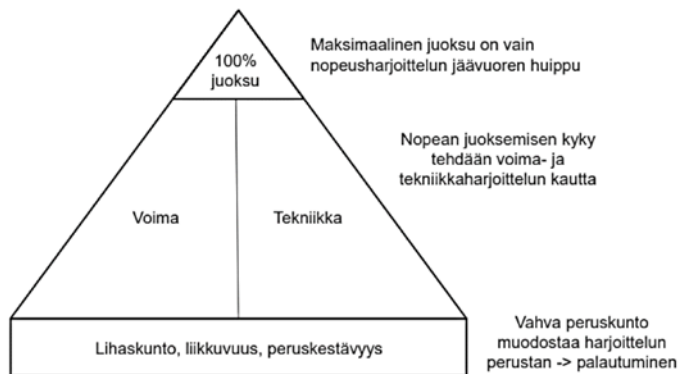 100%
juoksu
Maksimaalinen juoksu on vain
nopeusharjoittelun jäävuoren huippu
Nopean juoksemisen kyky
tehdään voima- ja
tekniikkaharjoittelun kautta
Voima
Tekniikka
Lihaskunto, liikkuvuus, peruskestävyys
Vahva peruskunto
muodostaa harjoittelun
perustan -> palautuminen